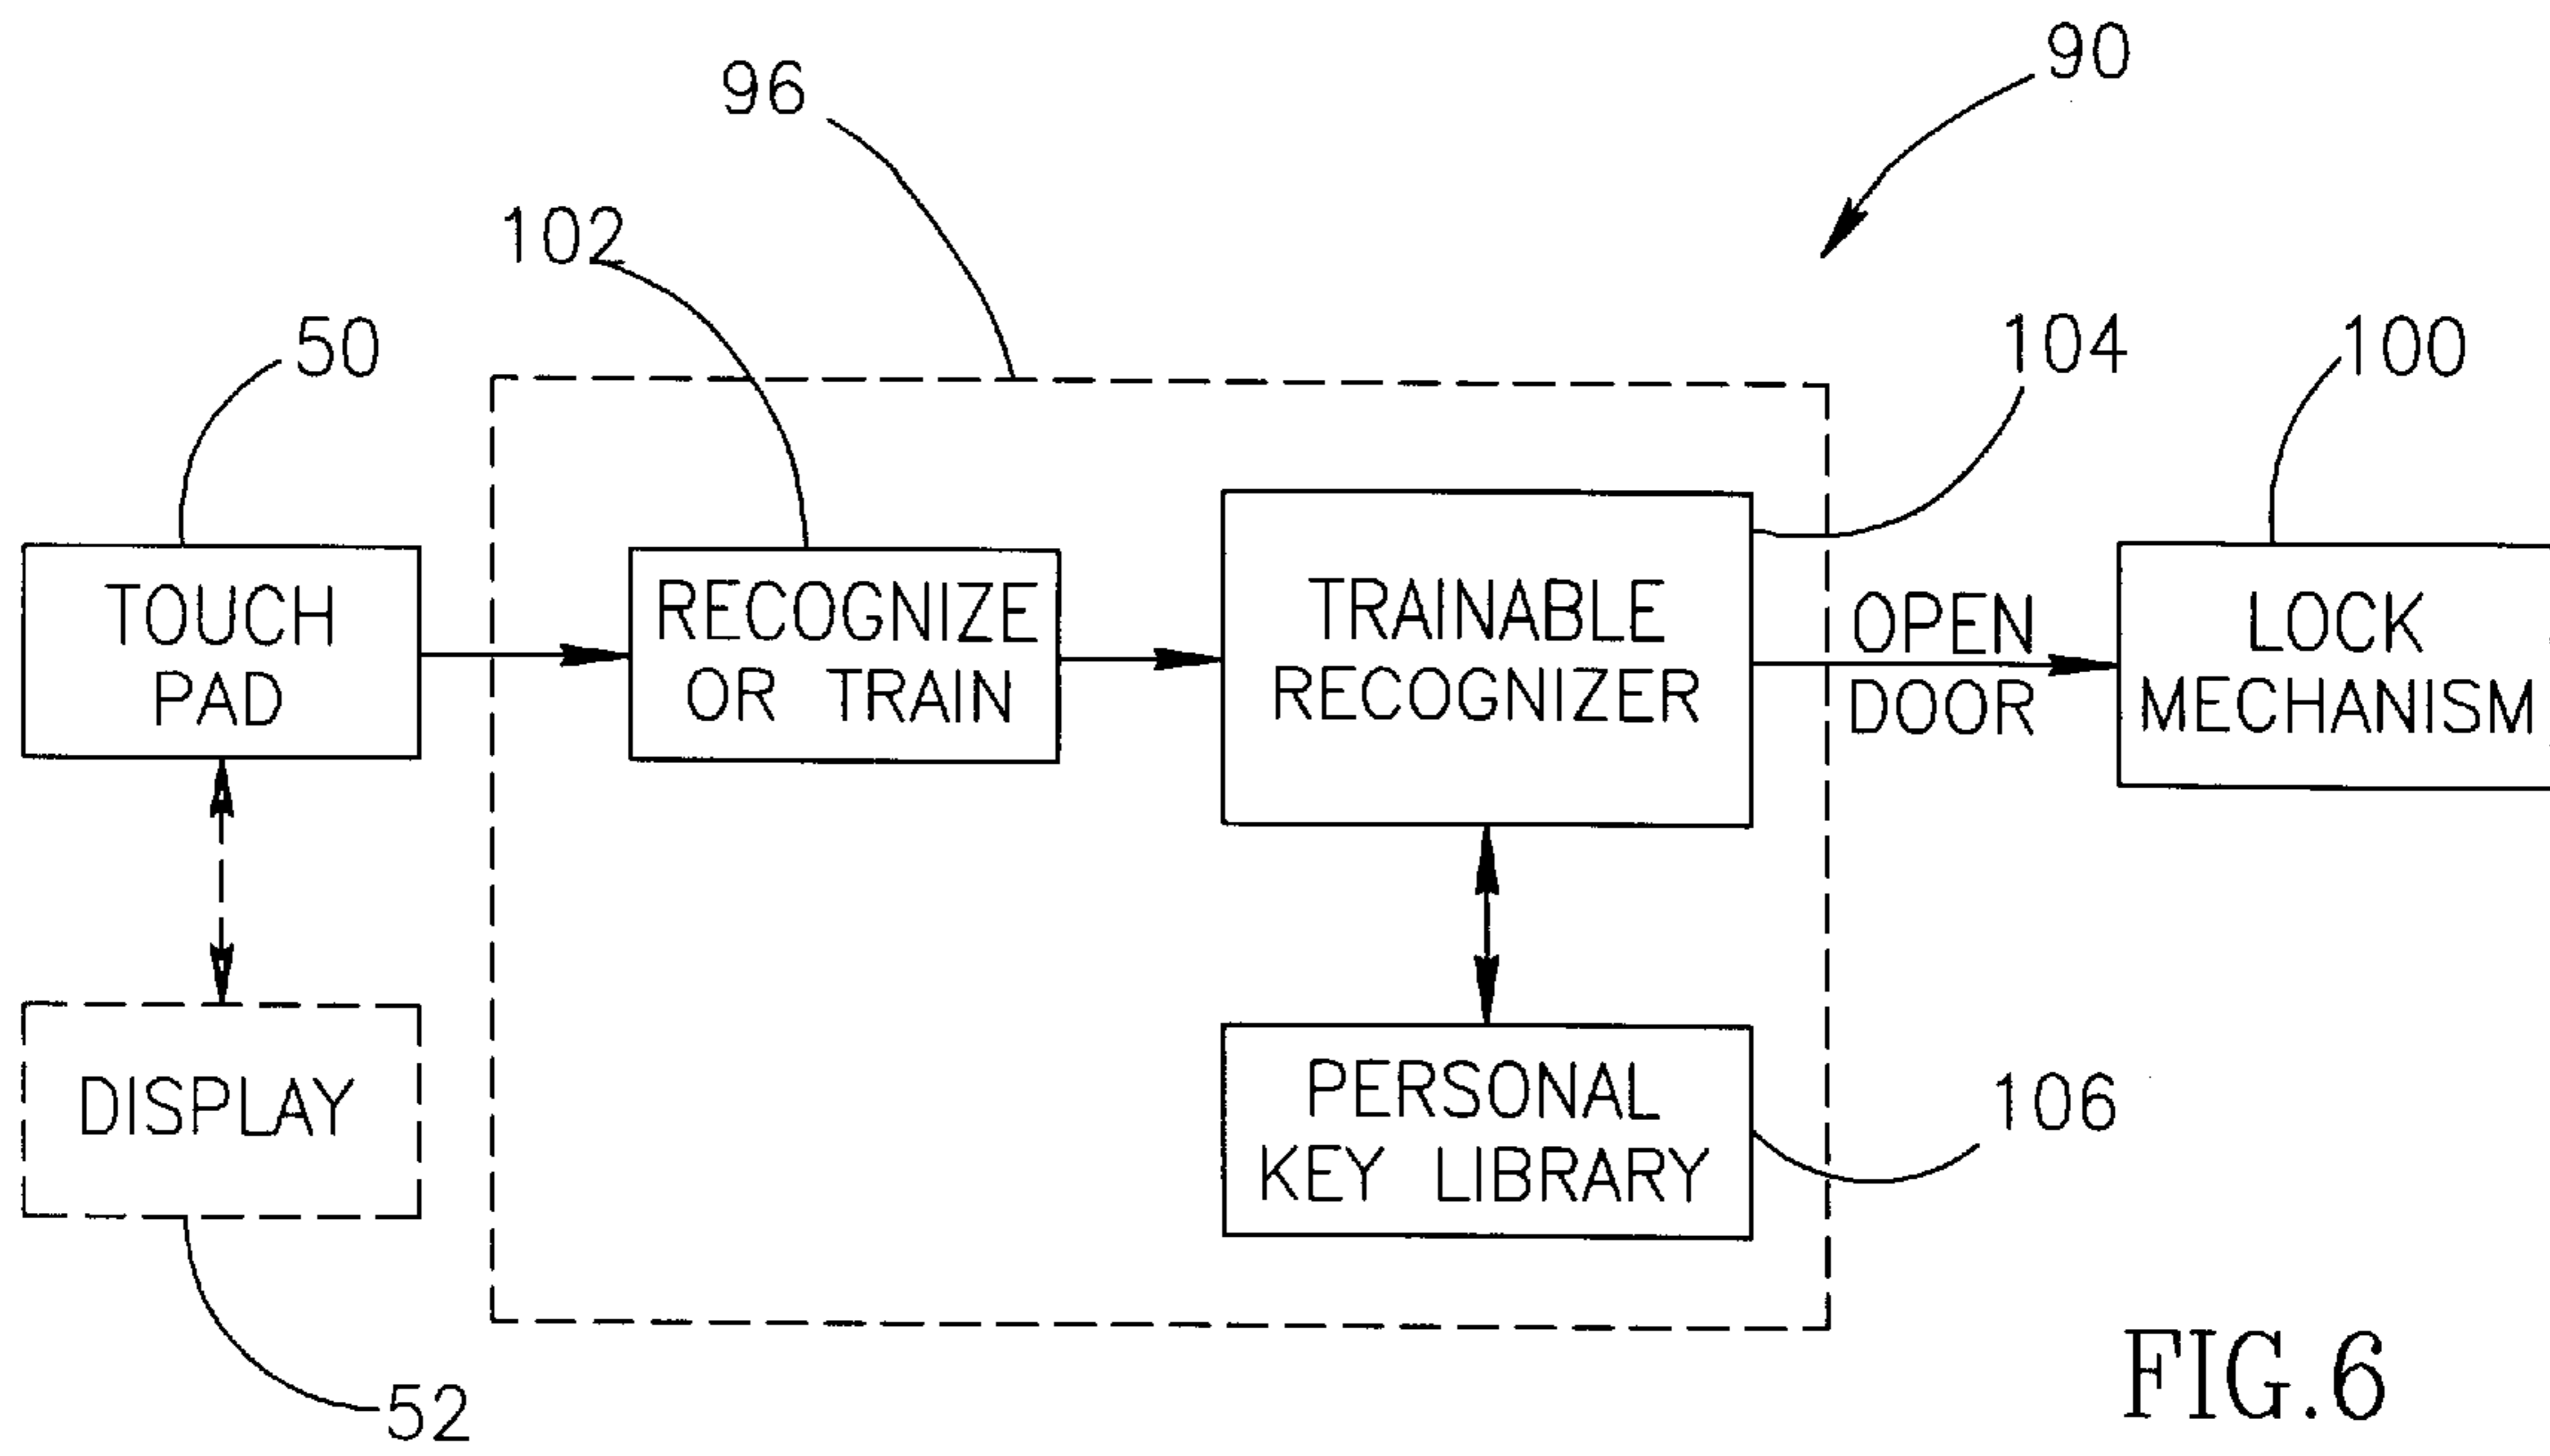 90
96
102
50
104
100
TOUCH
PAD
RECOGNIZE
OR TRAIN
TRAINABLE
RECOGNIZER
OPEN
DOOR
LOCK
MECHANISM
DISPLAY
PERSONAL
KEY LIBRARY
106
52
FIG.6